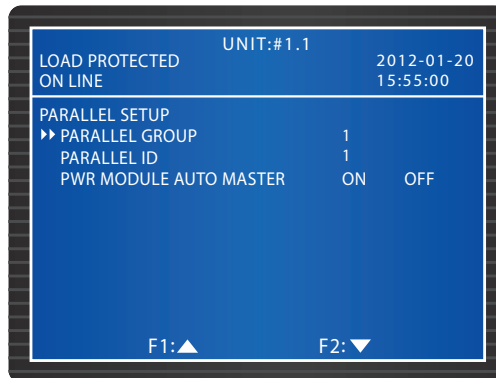 UNIT:#1.1
LOAD PROTECTED 2012-01-20
ON LINE 15:55:00
PARALLEL SETUP
PARALLEL GROUP 1
PARALLEL ID 1
PWR MODULE AUTO MASTER ON OFF
F1: F2: